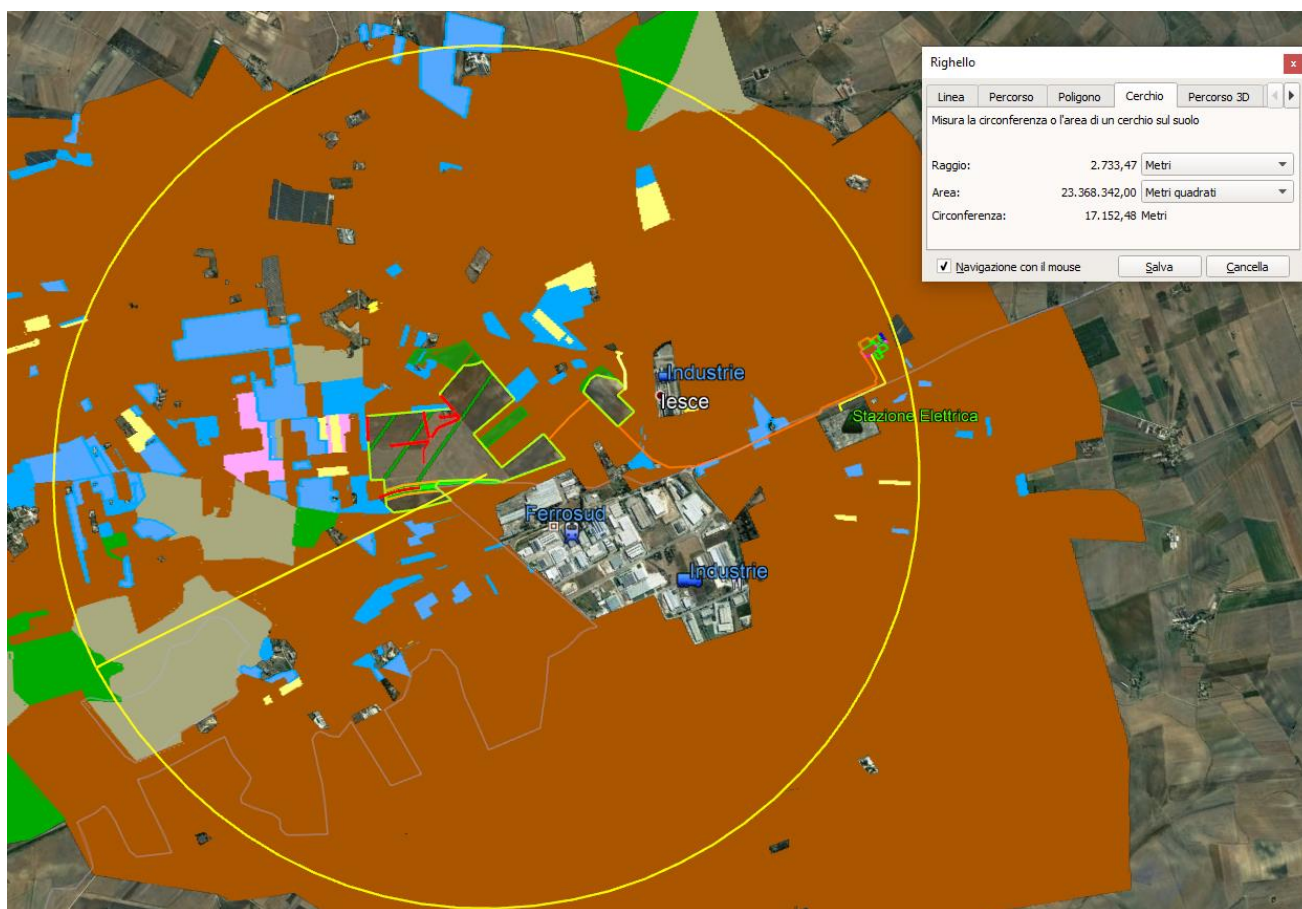 Righello
x
Linea Percorso Poligono Cerchio Percorso 3D
Misura la circonferenza o l'area di un cerchio sul suolo
Raggio: 2.733,47 Metri
Area: 23.368.342,00 Metri quadrati
Circonferenza: 17.152,48 Metri
Navigazione con il mouse Salva Cancella
Industrie
Iesce
Stazione Elettrica
Ferrosud
Industrie